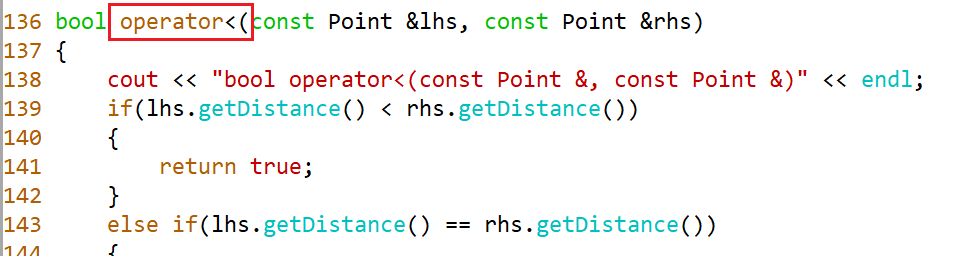 136 bool operator<(const Point &lhs, const Point &rhs)
137 {
138     cout << "bool operator<(const Point &, const Point &)" << endl;
139     if(lhs.getDistance() < rhs.getDistance())
140     {
141         return true;
142     }
143     else if(lhs.getDistance() == rhs.getDistance())
144     {